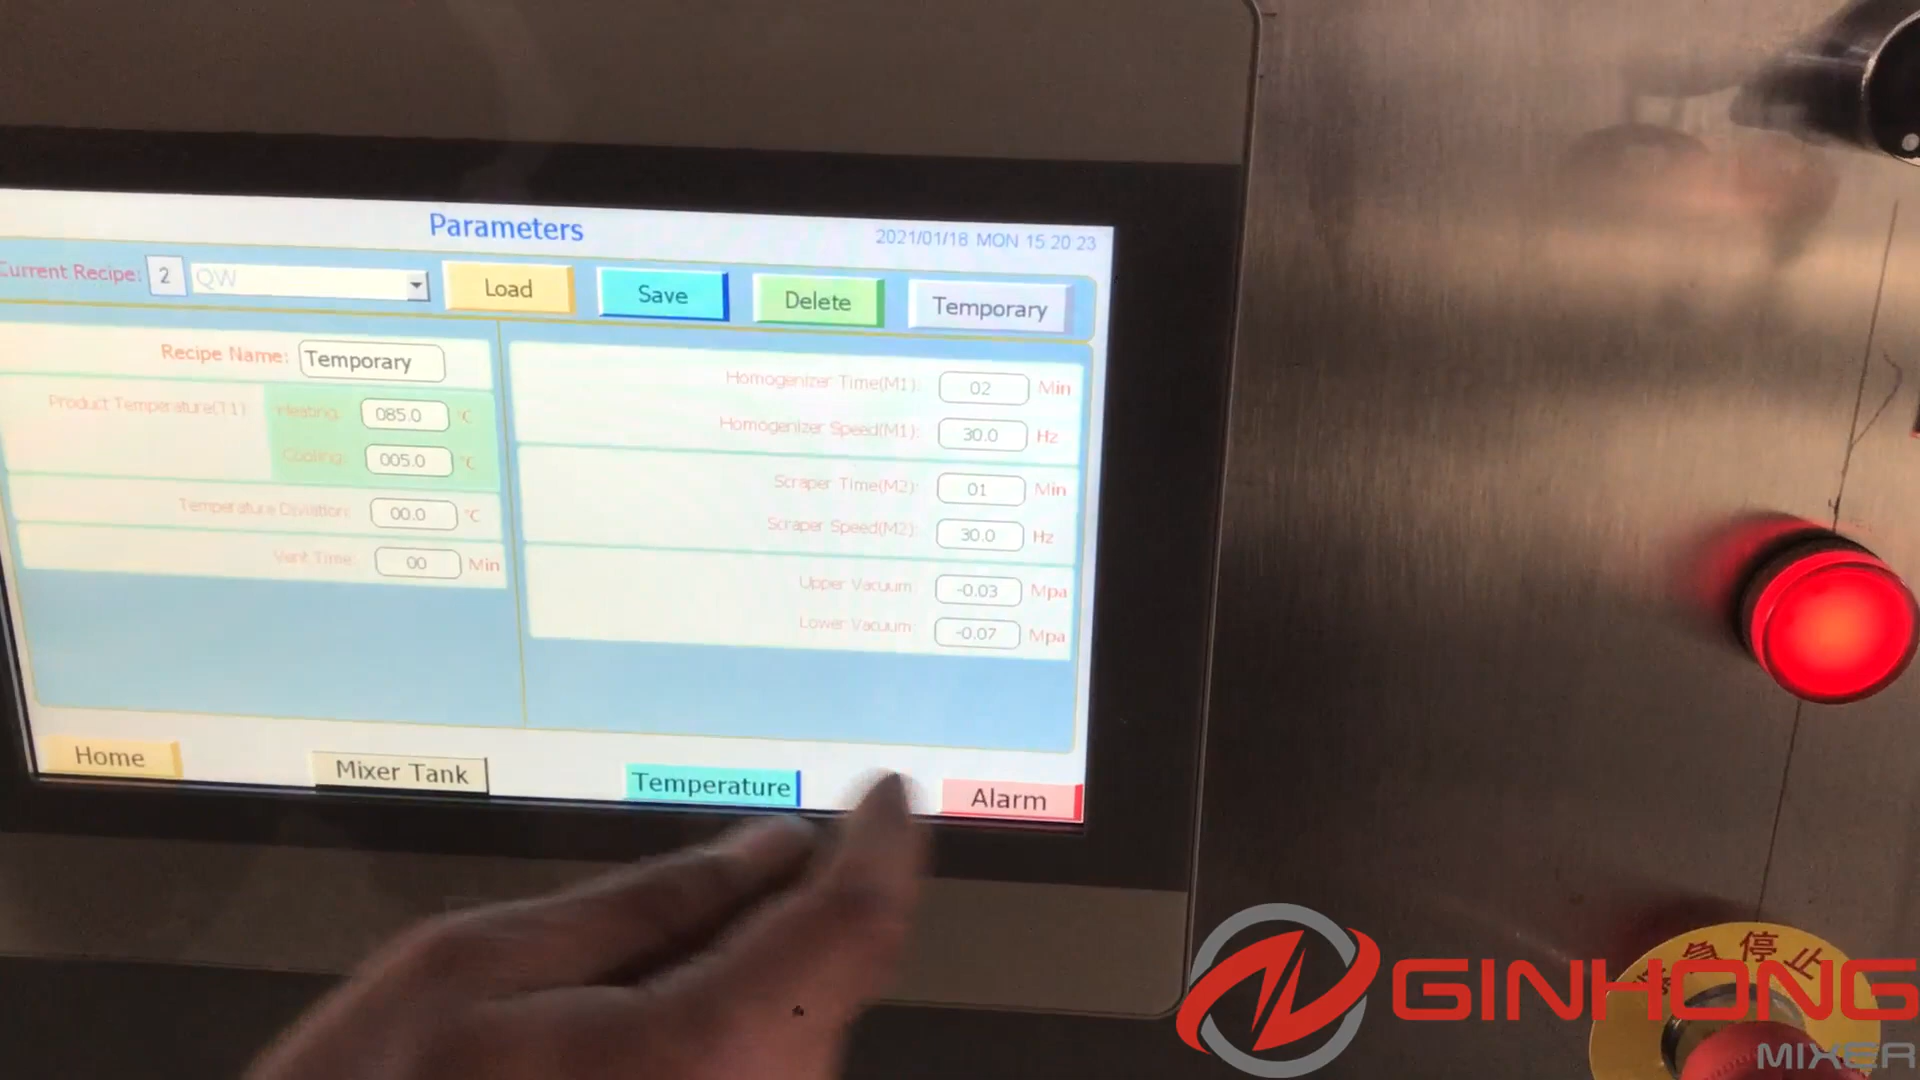 Parameters
2021/01/18 MON 15 20 23
Current Recipe: 2 QW Load Save Delete Temporary
Recipe Name: Temporary
Product Temperature(T1) Heating: 085.0 °C
Cooling: 005.0 °C
Temperature Diviation: 00.0 °C
Vent Time: 00 Min
Homogenizer Time(M1): 02 Min
Homogenizer Speed(M1): 30.0 Hz
Scraper Time(M2): 01 Min
Scraper Speed(M2): 30.0 Hz
Upper Vacuum: -0.03 Mpa
Lower Vacuum: -0.07 Mpa
Home Mixer Tank Temperature Alarm
急停止
GINHONG
MIXER